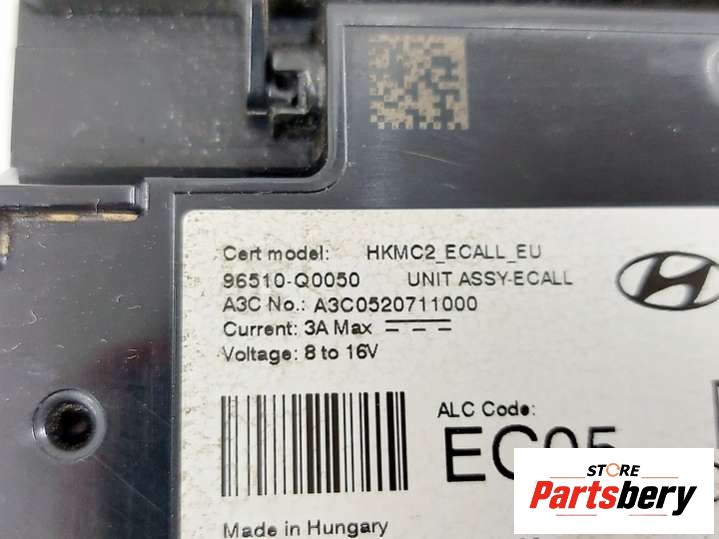 Cert model: HKMC2_ECALL_EU
96510-Q0050 UNIT ASSY-ECALL
A3C No.: A3C0520711000
Current: 3A Max
Voltage: 8 to 16V
ALC Code:
EC05
Made in Hungary
STORE
Partsbery